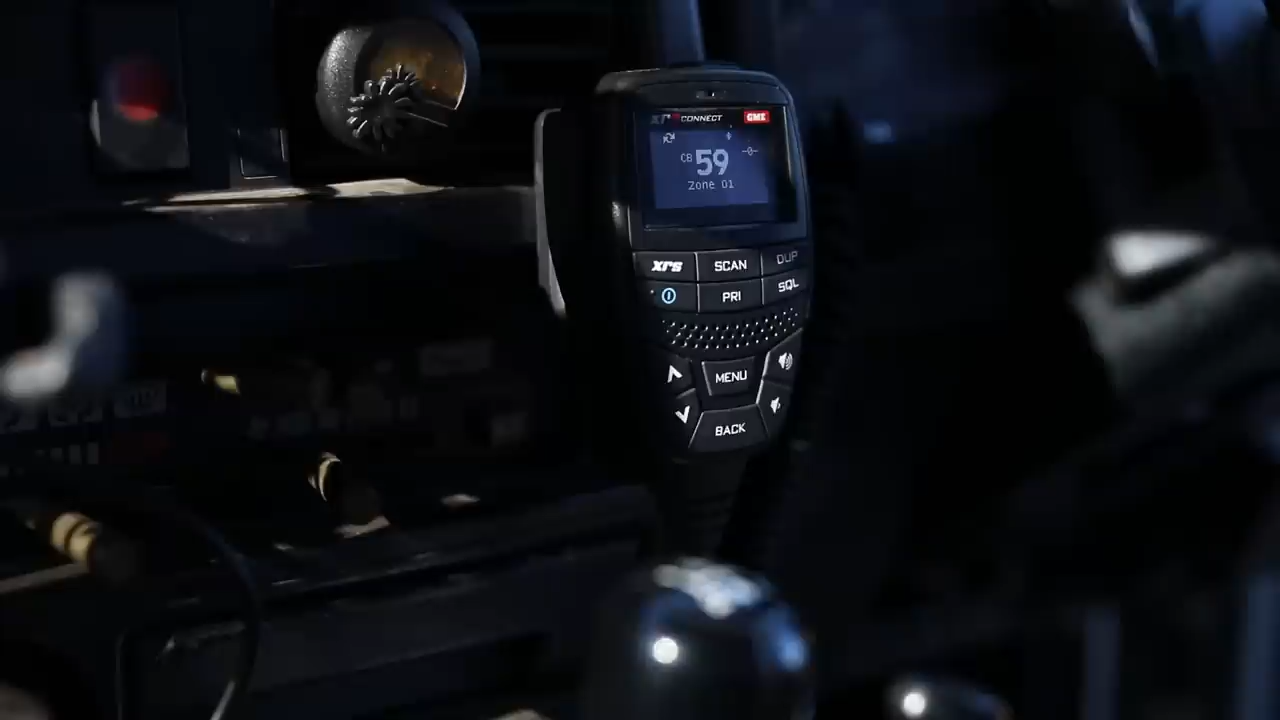 xrs CONNECT GME
CB 59
Zone 01
xrs SCAN DUP
PRI SQL
MENU
BACK